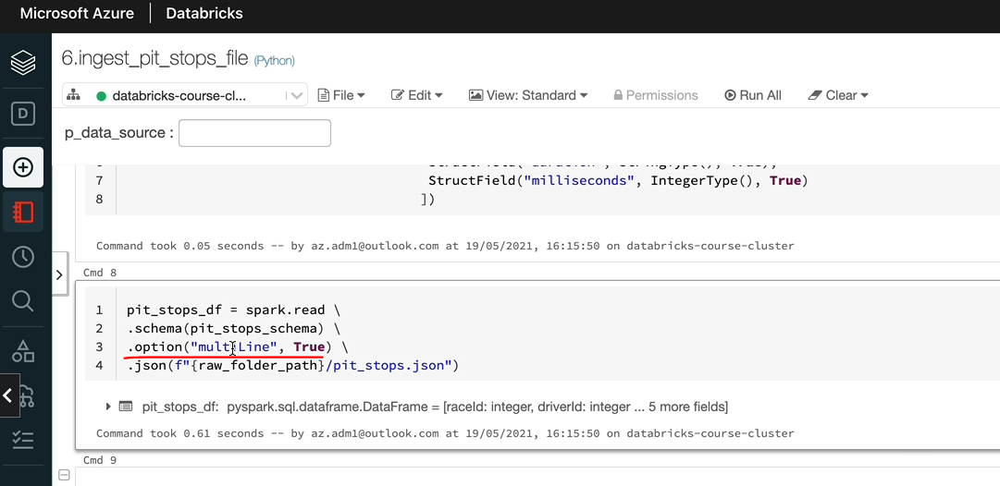 Microsoft Azure Databricks
6.ingest_pit_stops_file (Python)
databricks-course-cl... File Edit View: Standard Permissions Run All Clear
D
p_data_source :
7 StructField("milliseconds", IntegerType(), True)
8 ])
Command took 0.05 seconds -- by az.adm1@outlook.com at 19/05/2021, 16:15:50 on databricks-course-cluster
Cmd 8
1 pit_stops_df = spark.read \
2 .schema(pit_stops_schema) \
3 .option("multiLine", True) \
4 .json(f"{raw_folder_path}/pit_stops.json")
pit_stops_df: pyspark.sql.dataframe.DataFrame = [raceId: integer, driverId: integer ... 5 more fields]
Command took 0.61 seconds -- by az.adm1@outlook.com at 19/05/2021, 16:15:50 on databricks-course-cluster
Cmd 9